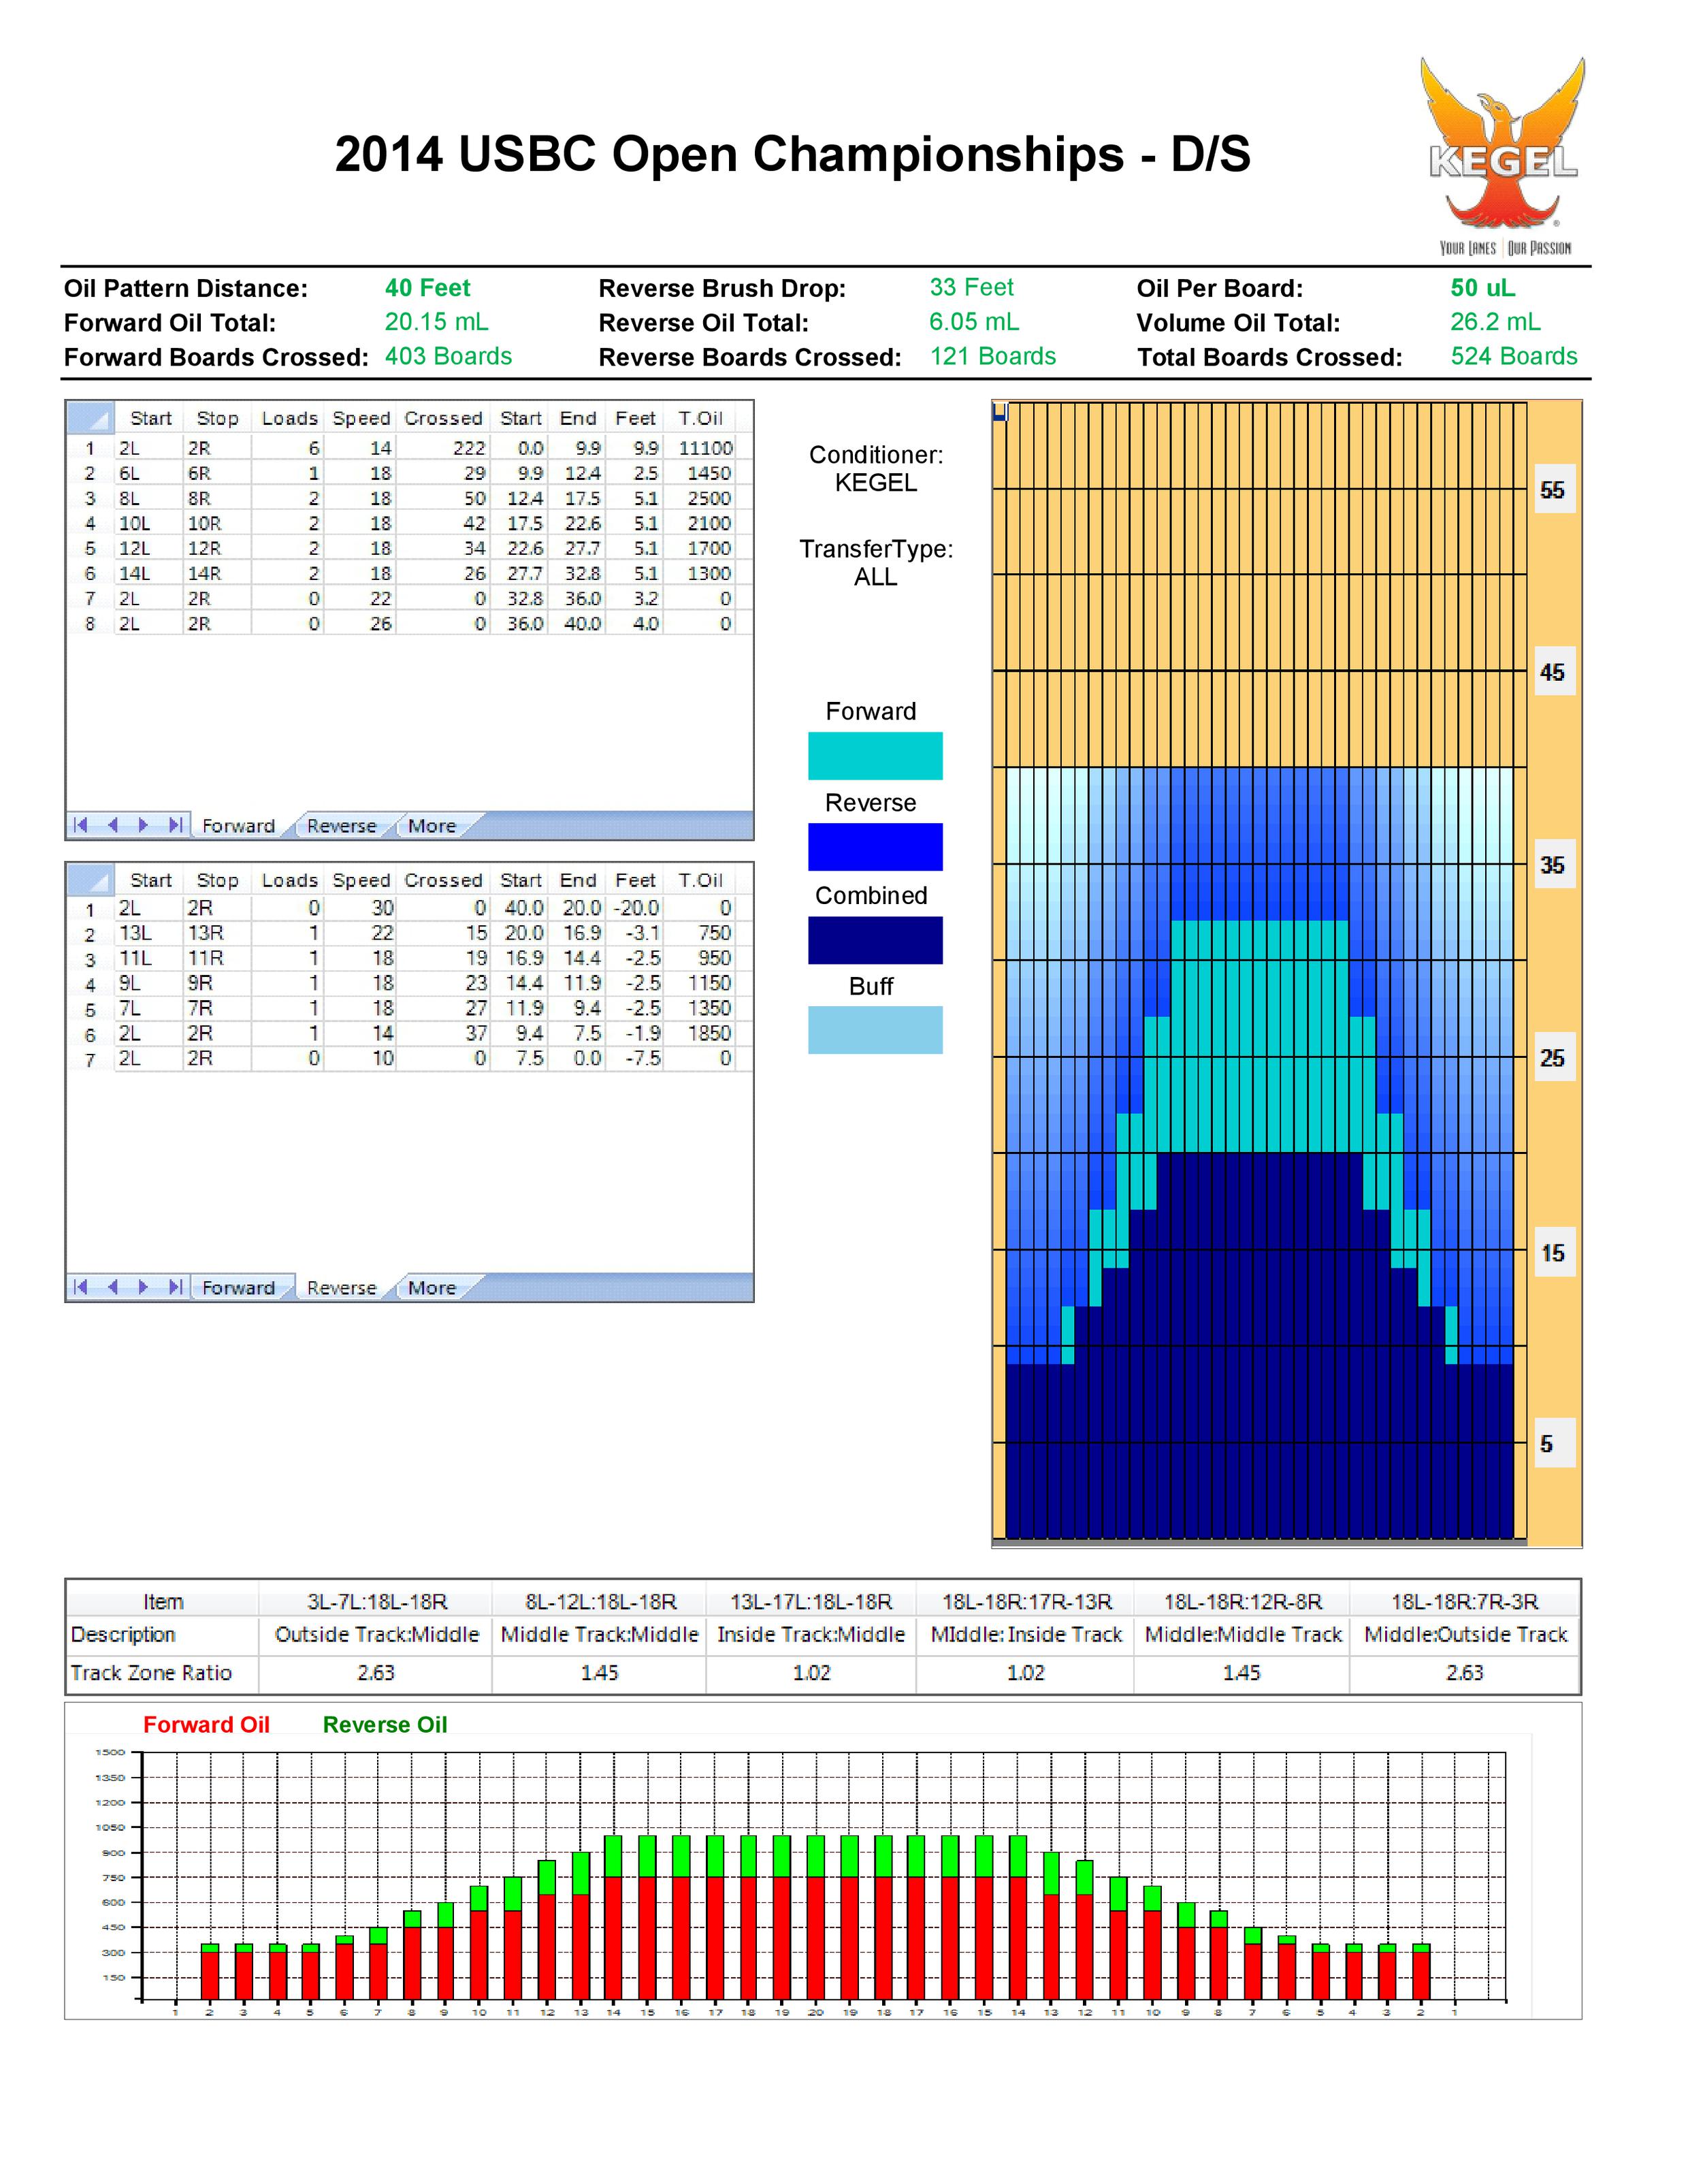 2014 USBC Open Championships - D/S
KEGEL
®
YOUR LANES | OUR PASSION
Oil Pattern Distance: 40 Feet Reverse Brush Drop: 33 Feet Oil Per Board: 50 uL
Forward Oil Total: 20.15 mL Reverse Oil Total: 6.05 mL Volume Oil Total: 26.2 mL
Forward Boards Crossed: 403 Boards Reverse Boards Crossed: 121 Boards Total Boards Crossed: 524 Boards
Start Stop Loads Speed Crossed Start End Feet T.Oil
1 2L 2R 6 14 222 0.0 9.9 9.9 11100
2 6L 6R 1 18 29 9.9 12.4 2.5 1450
3 8L 8R 2 18 50 12.4 17.5 5.1 2500
4 10L 10R 2 18 42 17.5 22.6 5.1 2100
5 12L 12R 2 18 34 22.6 27.7 5.1 1700
6 14L 14R 2 18 26 27.7 32.8 5.1 1300
7 2L 2R 0 22 0 32.8 36.0 3.2 0
8 2L 2R 0 26 0 36.0 40.0 4.0 0
Forward Reverse More
Start Stop Loads Speed Crossed Start End Feet T.Oil
1 2L 2R 0 30 0 40.0 20.0 -20.0 0
2 13L 13R 1 22 15 20.0 16.9 -3.1 750
3 11L 11R 1 18 19 16.9 14.4 -2.5 950
4 9L 9R 1 18 23 14.4 11.9 -2.5 1150
5 7L 7R 1 18 27 11.9 9.4 -2.5 1350
6 2L 2R 1 14 37 9.4 7.5 -1.9 1850
7 2L 2R 0 10 0 7.5 0.0 -7.5 0
Forward Reverse More
Conditioner:
KEGEL
TransferType:
ALL
Forward
Reverse
Combined
Buff
55
45
35
25
15
5
Item 3L-7L:18L-18R 8L-12L:18L-18R 13L-17L:18L-18R 18L-18R:17R-13R 18L-18R:12R-8R 18L-18R:7R-3R
Description Outside Track:Middle Middle Track:Middle Inside Track:Middle MIddle: Inside Track Middle:Middle Track Middle:Outside Track
Track Zone Ratio 2.63 1.45 1.02 1.02 1.45 2.63
Forward Oil Reverse Oil
1500
1350
1200
1050
900
750
600
450
300
150
1 2 3 4 5 6 7 8 9 10 11 12 13 14 15 16 17 18 19 20 19 18 17 16 15 14 13 12 11 10 9 8 7 6 5 4 3 2 1